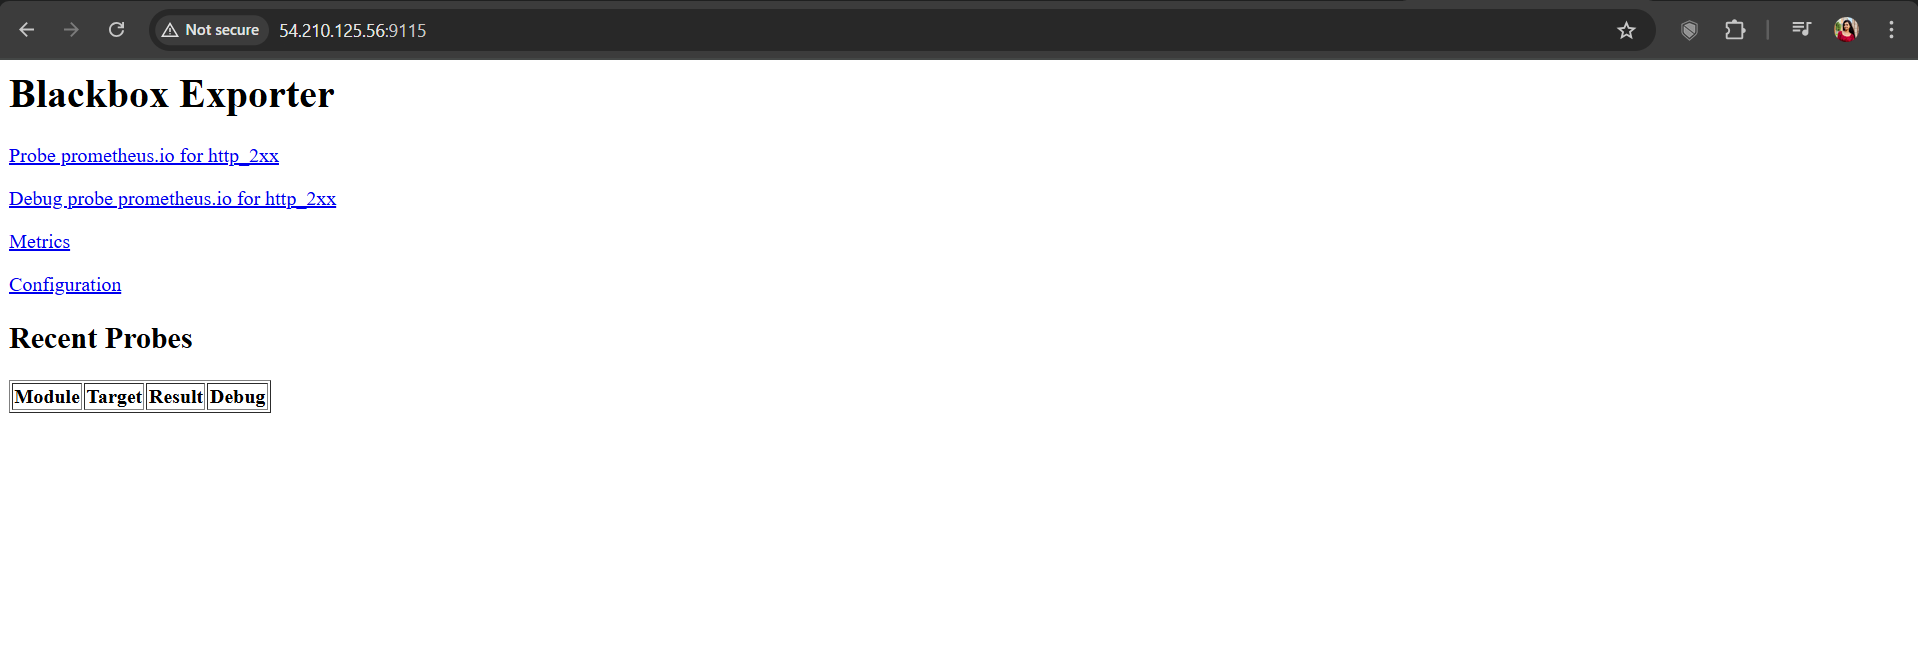 Not secure 54.210.125.56:9115
Blackbox Exporter
Probe prometheus.io for http_2xx
Debug probe prometheus.io for http_2xx
Metrics
Configuration
Recent Probes
Module Target Result Debug